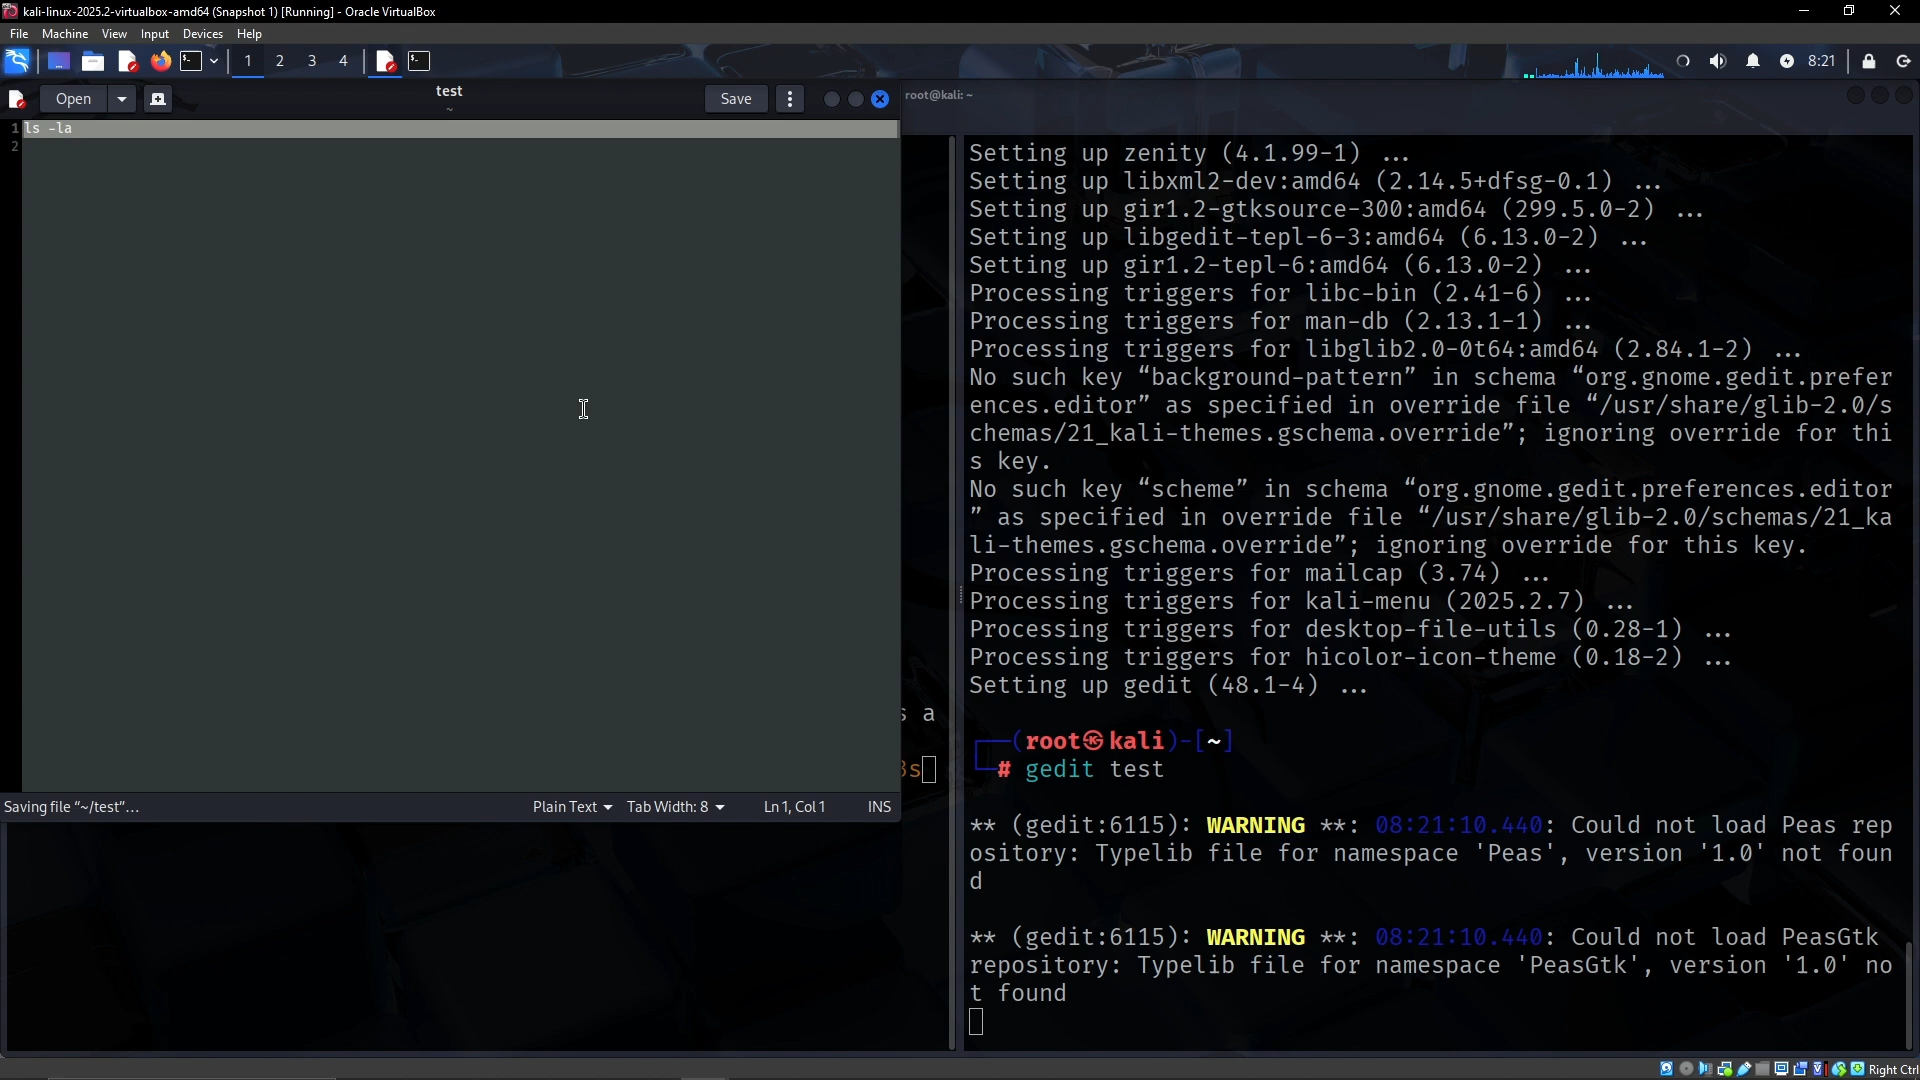 kali-linux-2025.2-virtualbox-amd64 (Snapshot 1) [Running] - Oracle VirtualBox
File Machine View Input Devices Help
1 2 3 4 8:21
Open test Save root@kali: ~
~
1 ls -la
2
Setting up zenity (4.1.99-1) ...
Setting up libxml2-dev:amd64 (2.14.5+dfsg-0.1) ...
Setting up gir1.2-gtksource-300:amd64 (299.5.0-2) ...
Setting up libgedit-tepl-6-3:amd64 (6.13.0-2) ...
Setting up gir1.2-tepl-6:amd64 (6.13.0-2) ...
Processing triggers for libc-bin (2.41-6) ...
Processing triggers for man-db (2.13.1-1) ...
Processing triggers for libglib2.0-0t64:amd64 (2.84.1-2) ...
No such key “background-pattern” in schema “org.gnome.gedit.prefer
ences.editor” as specified in override file “/usr/share/glib-2.0/s
chemas/21_kali-themes.gschema.override”; ignoring override for thi
s key.
No such key “scheme” in schema “org.gnome.gedit.preferences.editor
” as specified in override file “/usr/share/glib-2.0/schemas/21_ka
li-themes.gschema.override”; ignoring override for this key.
Processing triggers for mailcap (3.74) ...
Processing triggers for kali-menu (2025.2.7) ...
Processing triggers for desktop-file-utils (0.28-1) ...
Processing triggers for hicolor-icon-theme (0.18-2) ...
Setting up gedit (48.1-4) ...
s a
┌──(root㉿kali)-[~]
└─# gedit test
** (gedit:6115): WARNING **: 08:21:10.440: Could not load Peas rep
ository: Typelib file for namespace 'Peas', version '1.0' not foun
d
** (gedit:6115): WARNING **: 08:21:10.440: Could not load PeasGtk
repository: Typelib file for namespace 'PeasGtk', version '1.0' no
t found
Saving file “~/test”... Plain Text Tab Width: 8 Ln 1, Col 1 INS
Right Ctrl